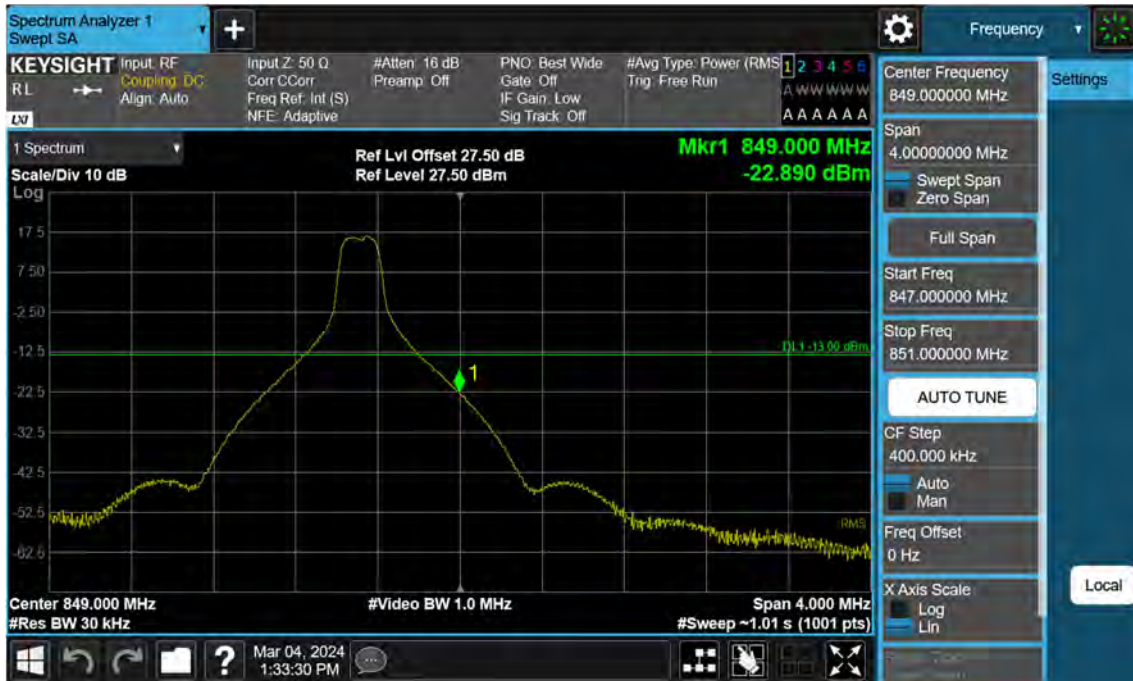 Spectrum Analyzer 1
Swept SA
+
Frequency
KEYSIGHT
RL
LXI
Input: RF
Coupling: DC
Align: Auto
Input Z: 50 Ω
Corr CCorr
Freq Ref: Int (S)
NFE: Adaptive
#Atten: 16 dB
Preamp: Off
PNO: Best Wide
Gate: Off
IF Gain: Low
Sig Track: Off
#Avg Type: Power (RMS
Trig: Free Run
1 2 3 4 5 6
A W W W W W
A A A A A A
Center Frequency
849.000000 MHz
Settings
Span
4.00000000 MHz
Swept Span
Zero Span
Full Span
Start Freq
847.000000 MHz
Stop Freq
851.000000 MHz
AUTO TUNE
CF Step
400.000 kHz
Auto
Man
Freq Offset
0 Hz
X Axis Scale
Log
Lin
Local
1 Spectrum
Scale/Div 10 dB
Ref Lvl Offset 27.50 dB
Ref Level 27.50 dBm
Mkr1 849.000 MHz
-22.890 dBm
Log
17.5
7.50
-2.50
-12.5
-22.5
-32.5
-42.5
-52.5
-62.5
DL1 -13.00 dBm
1
RMS
Center 849.000 MHz
#Video BW 1.0 MHz
Span 4.000 MHz
#Res BW 30 kHz
#Sweep ~1.01 s (1001 pts)
?
Mar 04, 2024
1:33:30 PM